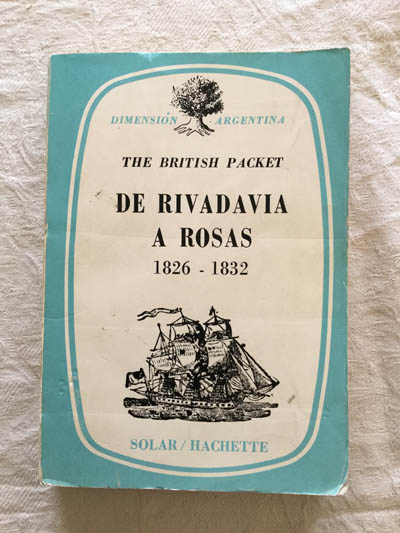 DIMENSIÓN ARGENTINA
THE BRITISH PACKET
DE RIVADAVIA
A ROSAS
1826 - 1832
SOLAR / HACHETTE